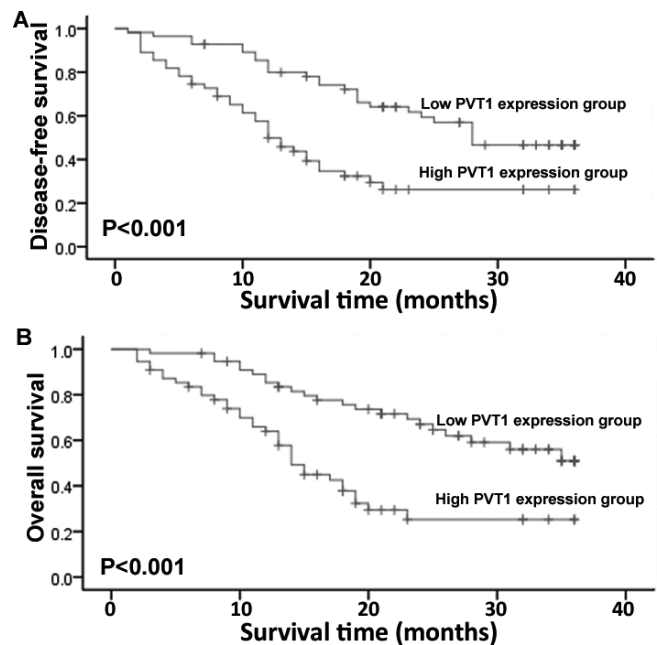 A
Disease-free survival
1.0
0.8
0.6
0.4
0.2
0.0
Low PVT1 expression group
High PVT1 expression group
P<0.001
0 10 20 30 40
Survival time (months)
B
Overall survival
1.0
0.8
0.6
0.4
0.2
0.0
Low PVT1 expression group
High PVT1 expression group
P<0.001
0 10 20 30 40
Survival time (months)